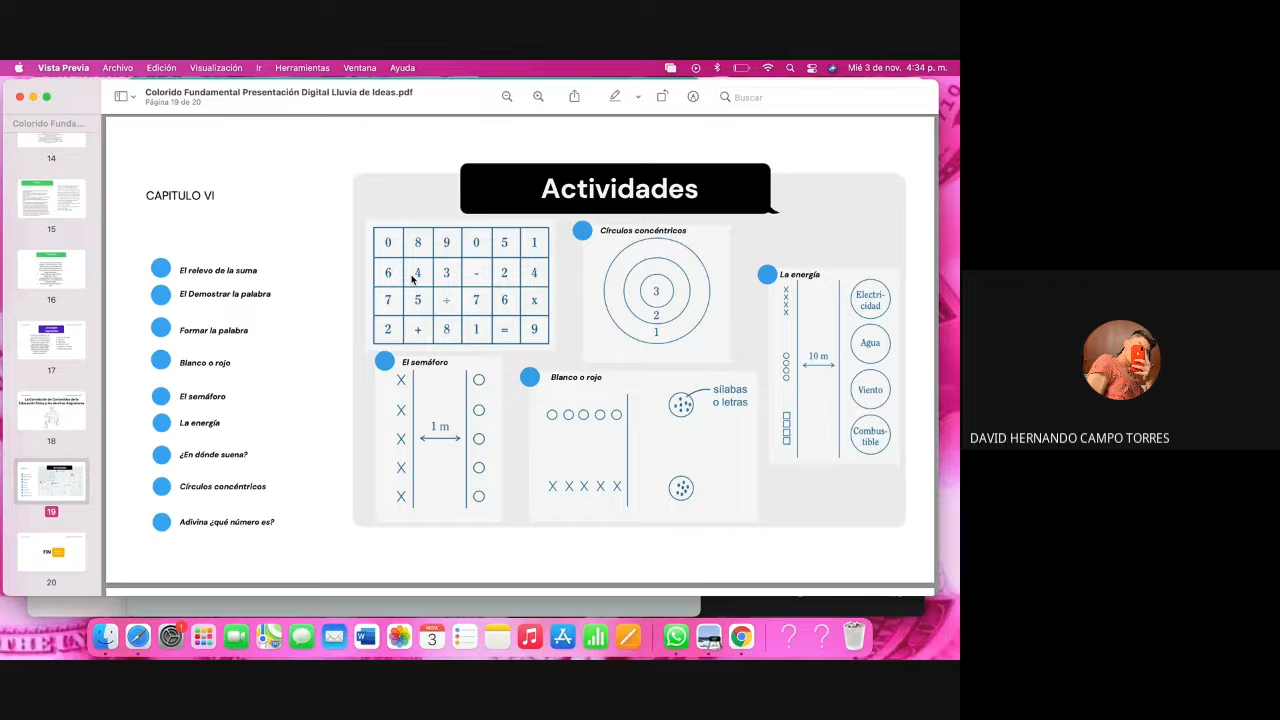 Vista Previa Archivo Edición Visualización Ir Herramientas Ventana Ayuda Mié 3 de nov. 4:34 p. m.
Colorido Fundamental Presentación Digital Lluvia de Ideas.pdf
Página 19 de 20
Buscar
Colorido Funda...
14
15
16
17
18
19
FIN
20
CAPITULO VI
El relevo de la suma
El Demostrar la palabra
Formar la palabra
Blanco o rojo
El semáforo
La energía
¿En dónde suena?
Círculos concéntricos
Adivina ¿qué número es?
Actividades
0 8 9 0 5 1
6 4 3 - 2 4
7 5 ÷ 7 6 x
2 + 8 1 = 9
Círculos concéntricos
3
2
1
La energía
X
X
X
X
10 m
Electri-
cidad
Agua
Viento
Combus-
tible
El semáforo
X
X
X
X
X
1 m
Blanco o rojo
sílabas
o letras
X X X X X
NOV.
3
1
DAVID HERNANDO CAMPO TORRES